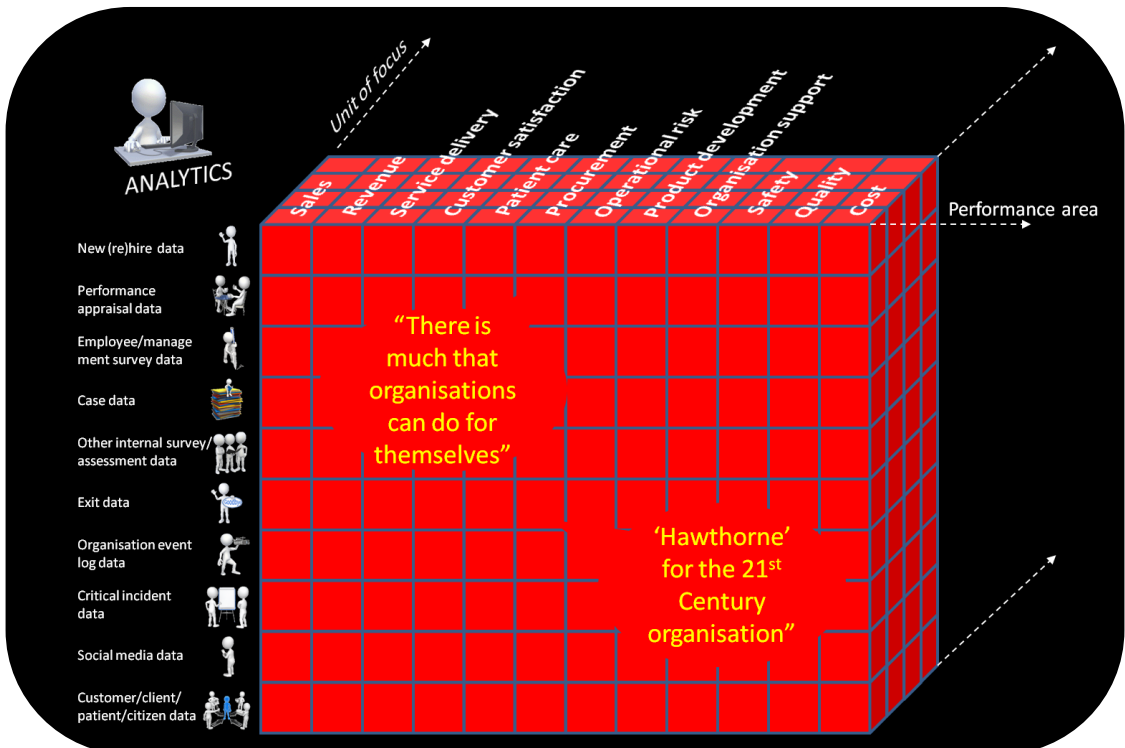 Unit of focus
ANALYTICS
Sales
Revenue
Service delivery
Customer satisfaction
Patient care
Procurement
Operational risk
Product development
Organisation support
Safety
Quality
Cost
Performance area
New (re)hire data
Performance
appraisal data
Employee/manage
ment survey data
Case data
Other internal survey/
assessment data
Exit data
Organisation event
log data
Critical incident
data
Social media data
Customer/client/
patient/citizen data
“There is
much that
organisations
can do for
themselves”
‘Hawthorne’
for the 21st
Century
organisation”